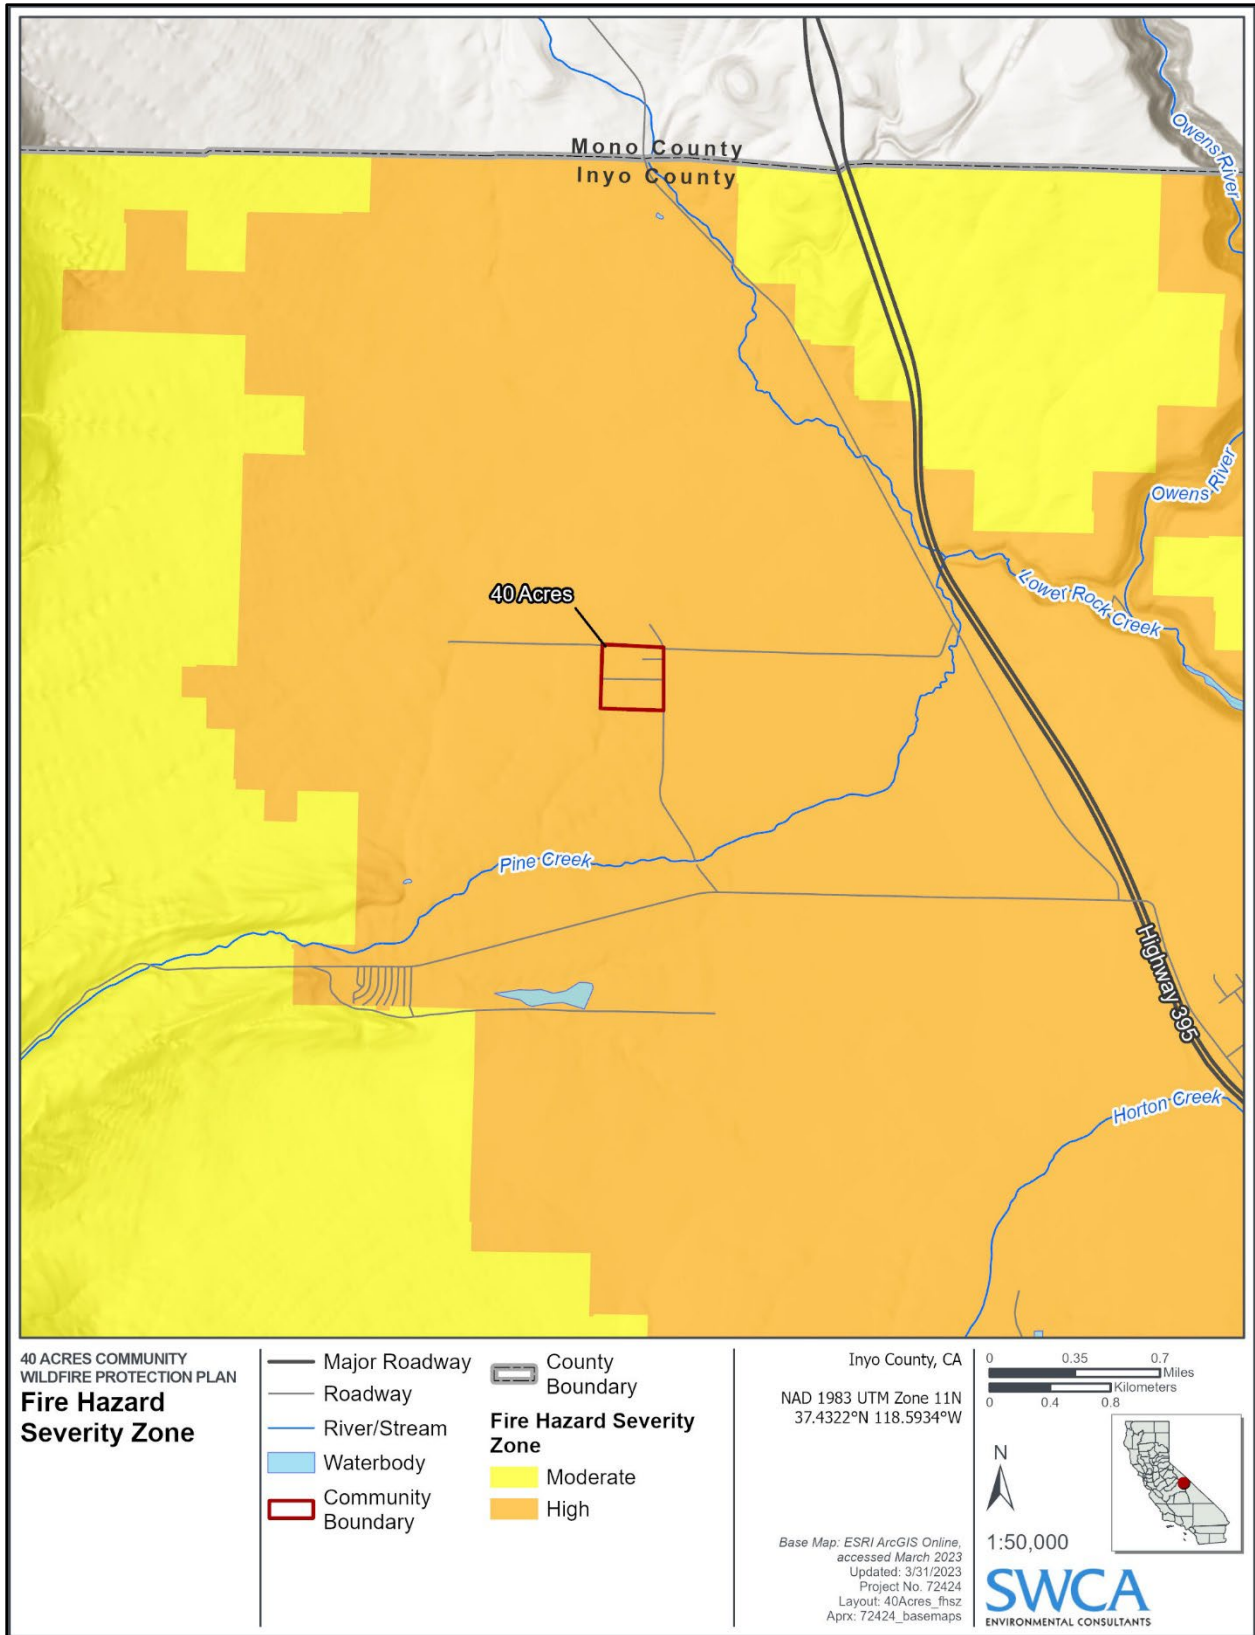 Mono County
Inyo County
Owens River
Owens River
Lower Rock Creek
40 Acres
Pine Creek
Highway 395
Horton Creek
40 ACRES COMMUNITY
WILDFIRE PROTECTION PLAN
Fire Hazard
Severity Zone
Major Roadway
Roadway
River/Stream
Waterbody
Community
Boundary
County
Boundary
Fire Hazard Severity
Zone
Moderate
High
Inyo County, CA
NAD 1983 UTM Zone 11N
37.4322°N 118.5934°W
Base Map: ESRI ArcGIS Online,
accessed March 2023
Updated: 3/31/2023
Project No. 72424
Layout: 40Acres_fhsz
Aprx: 72424_basemaps
0 0.35 0.7
Miles
Kilometers
0 0.4 0.8
N
1:50,000
SWCA
ENVIRONMENTAL CONSULTANTS